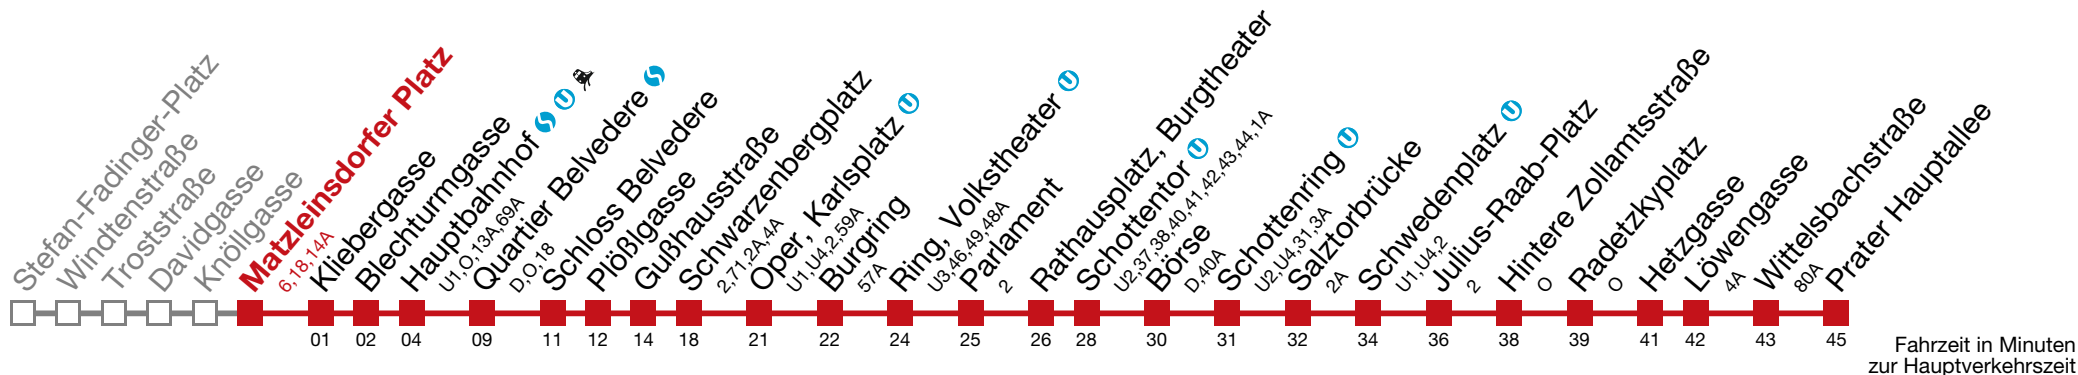 Stefan-Fadinger-Platz
Windtenstraße
Troststraße
Davidgasse
Knöllgasse
Matzleinsdorfer Platz
6,18,14A
Kliebergasse
01
Blechturmgasse
02
Hauptbahnhof
U1,O,13A,69A
04
Quartier Belvedere
D,O,18
09
Schloss Belvedere
11
Plößlgasse
12
Gußhausstraße
14
Schwarzenbergplatz
2,71,2A,4A
18
Oper, Karlsplatz
U1,U4,2,59A
21
Burgring
57A
22
Ring, Volkstheater
U3,46,49,48A
24
Parlament
2
25
Rathausplatz, Burgtheater
26
Schottentor
U2,37,38,40,41,42,43,44,1A
28
Börse
D,40A
30
Schottenring
U2,U4,31,3A
31
Salztorbrücke
2A
32
Schwedenplatz
U1,U4,2
34
Julius-Raab-Platz
2
36
Hintere Zollamtsstraße
O
38
Radetzkyplatz
O
39
Hetzgasse
41
Löwengasse
4A
42
Wittelsbachstraße
80A
43
Prater Hauptallee
45
Fahrzeit in Minuten
zur Hauptverkehrszeit